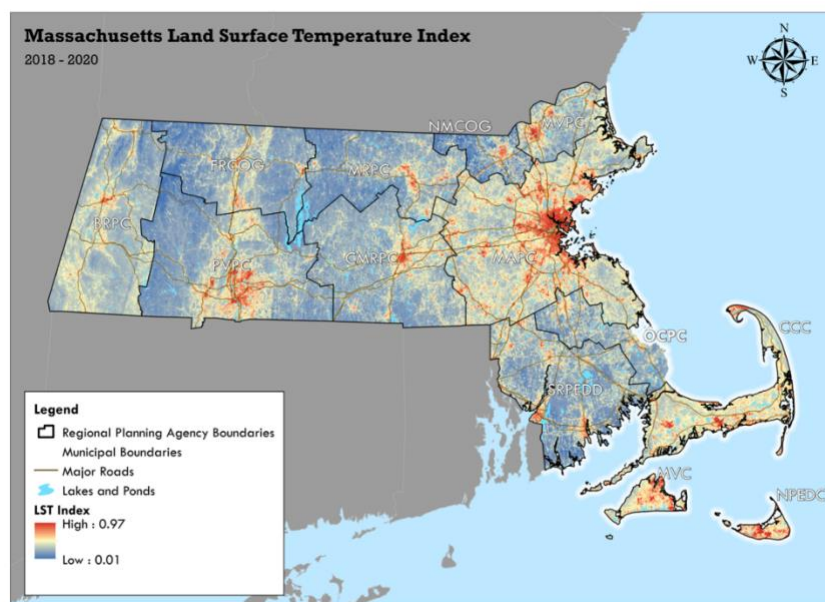 Massachusetts Land Surface Temperature Index
2018 - 2020
N
W E
S
NMCOG
MVPC
FRCOG
MRPC
BRPC
PVPC
CMRPC
MAPC
OCPC
CCC
SRPEDD
MVC
NPEDC
Legend
Regional Planning Agency Boundaries
Municipal Boundaries
Major Roads
Lakes and Ponds
LST Index
High : 0.97
Low : 0.01